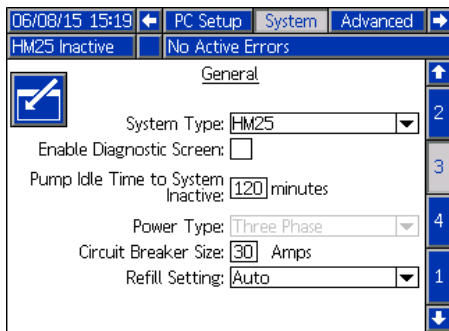 06/08/15 15:19 PC Setup System Advanced
HM25 Inactive No Active Errors
General
2
System Type: HM25
Enable Diagnostic Screen:
3
Pump Idle Time to System
Inactive: 120 minutes
Power Type: Three Phase
4
Circuit Breaker Size: 30 Amps
Refill Setting: Auto
1